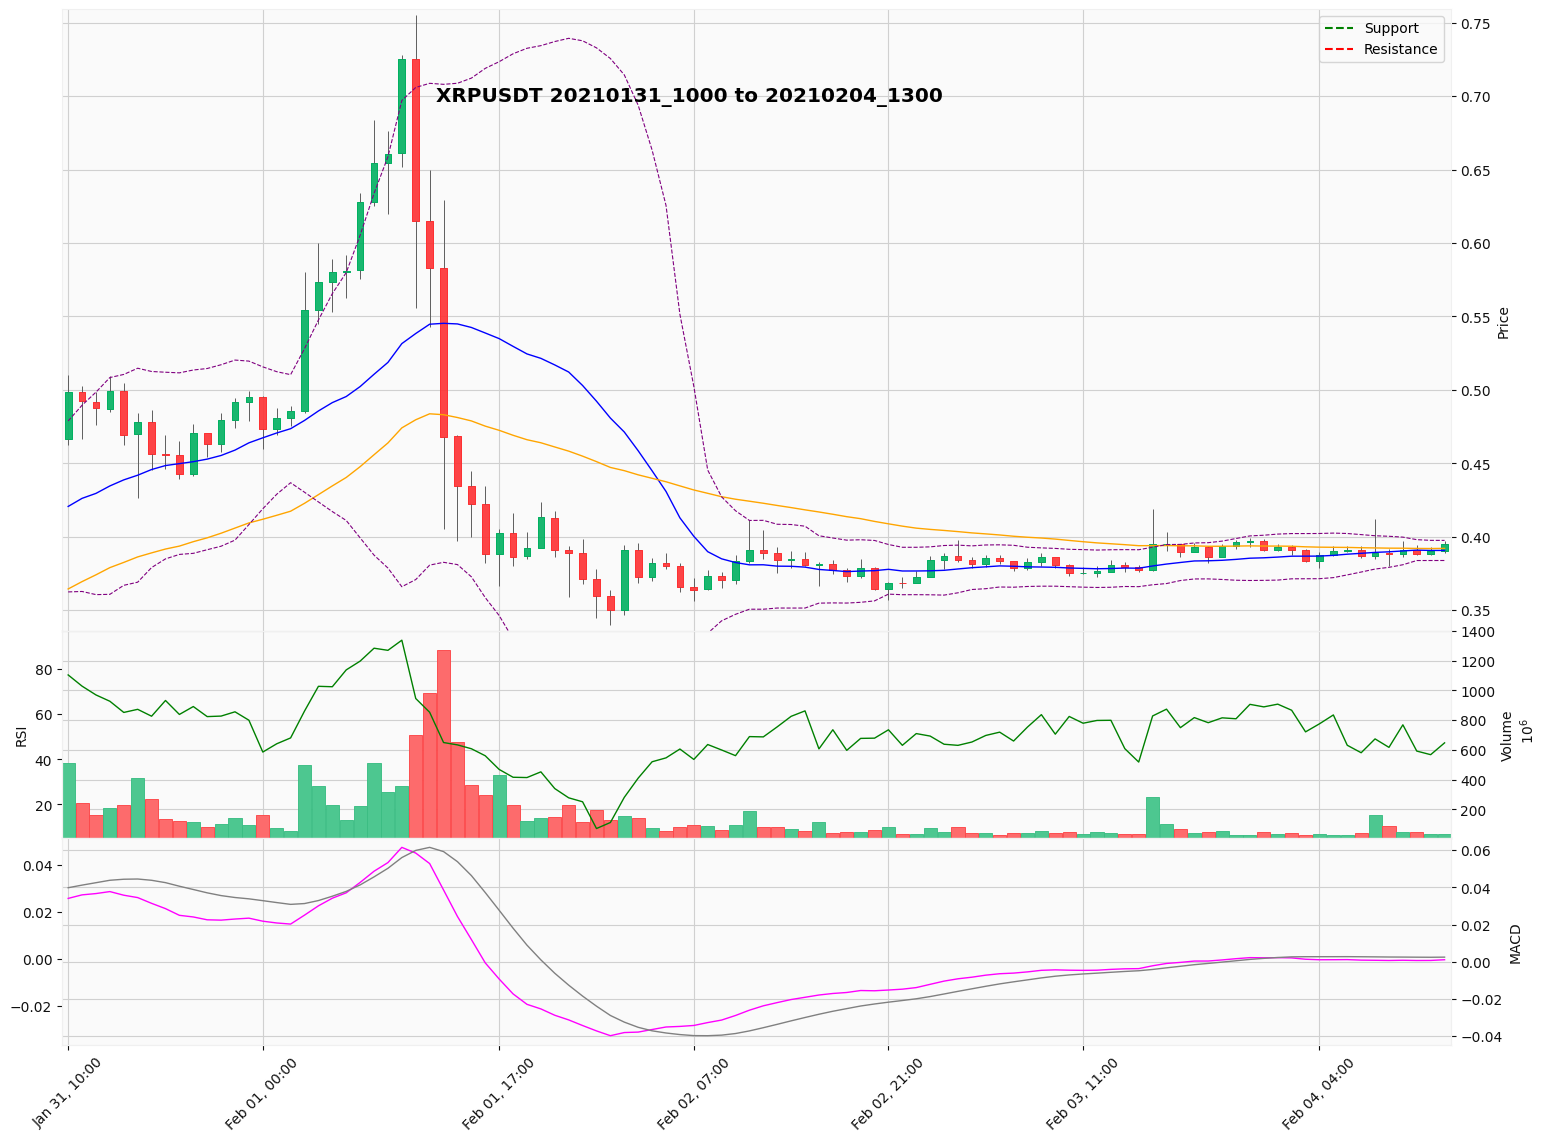 Support
Resistance
XRPUSDT 20210131_1000 to 20210204_1300
0.75
0.70
0.65
0.60
0.55
0.50
0.45
0.40
0.35
Price
80
60
40
20
RSI
1400
1200
1000
800
600
400
200
Volume
10^6
0.04
0.02
0.00
−0.02
0.06
0.04
0.02
0.00
−0.02
−0.04
MACD
Jan 31, 10:00
Feb 01, 00:00
Feb 01, 17:00
Feb 02, 07:00
Feb 02, 21:00
Feb 03, 11:00
Feb 04, 04:00